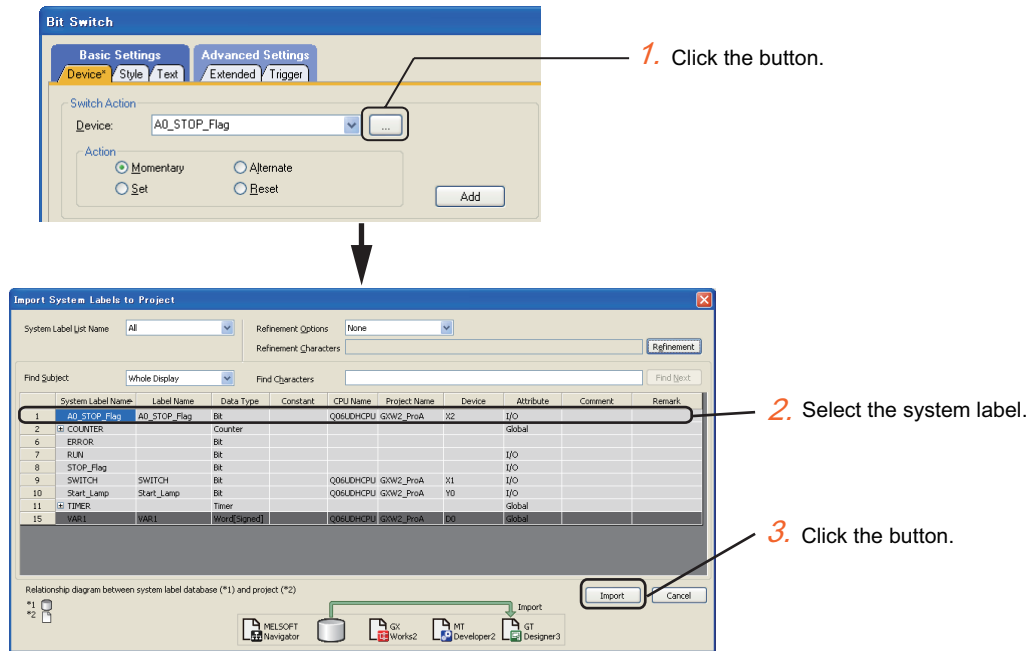 Bit Switch
Basic Settings Advanced Settings
Device* Style Text Extended Trigger
1. Click the button.
Switch Action
Device: A0_STOP_Flag ...
Action
Momentary Alternate
Set Reset
Add
Import System Labels to Project
System Label List Name All Refinement Options None
Refinement Characters Refinement
Find Subject Whole Display Find Characters Find Next
System Label Name Label Name Data Type Constant CPU Name Project Name Device Attribute Comment Remark
1 A0_STOP_Flag A0_STOP_Flag Bit Q06UDHCPU GXW2_ProA X2 I/O
2 COUNTER Counter Global
6 ERROR Bit
7 RUN Bit I/O
8 STOP_Flag Bit I/O
9 SWITCH SWITCH Bit Q06UDHCPU GXW2_ProA X1 I/O
10 Start_Lamp Start_Lamp Bit Q06UDHCPU GXW2_ProA Y0 I/O
11 TIMER Timer Global
15 VAR1 VAR1 Word[Signed] Q06UDHCPU GXW2_ProA D0 Global
2. Select the system label.
3. Click the button.
Relationship diagram between system label database (*1) and project (*2)
Import Cancel
*1
*2
Import
MELSOFT Navigator
GX Works2
MT Developer2
GT Designer3